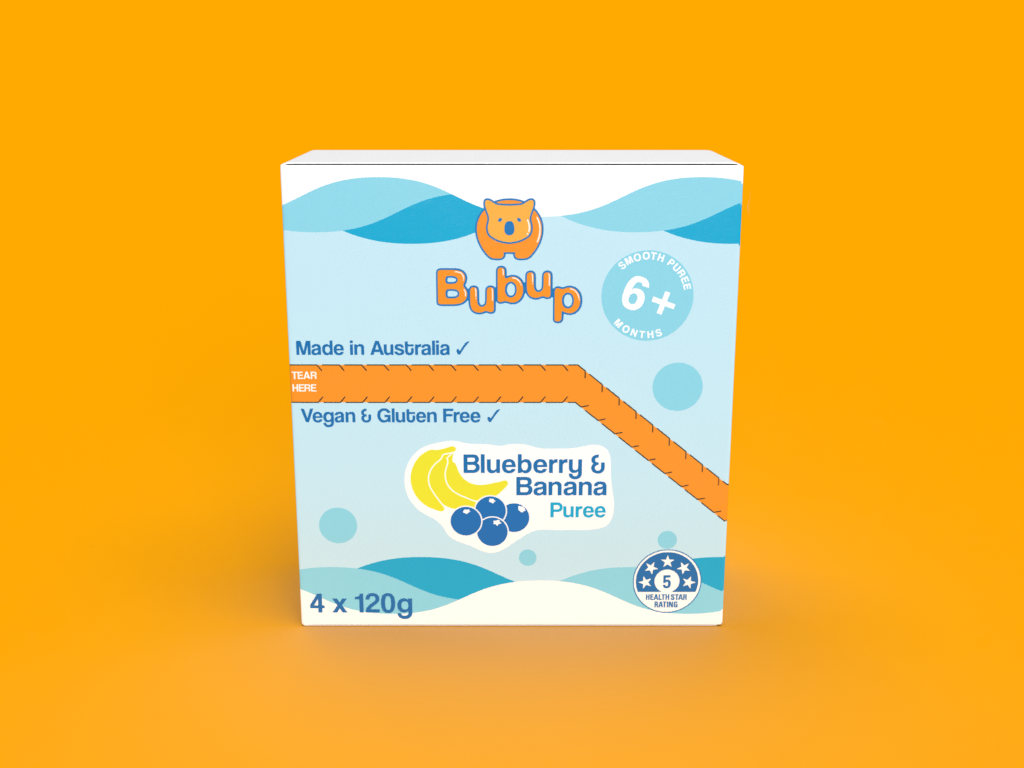 Bubup
SMOOTH PUREE
6+
MONTHS
Made in Australia ✓
TEAR
HERE
Vegan & Gluten Free ✓
Blueberry &
Banana
Puree
4 x 120g
5
HEALTH STAR
RATING